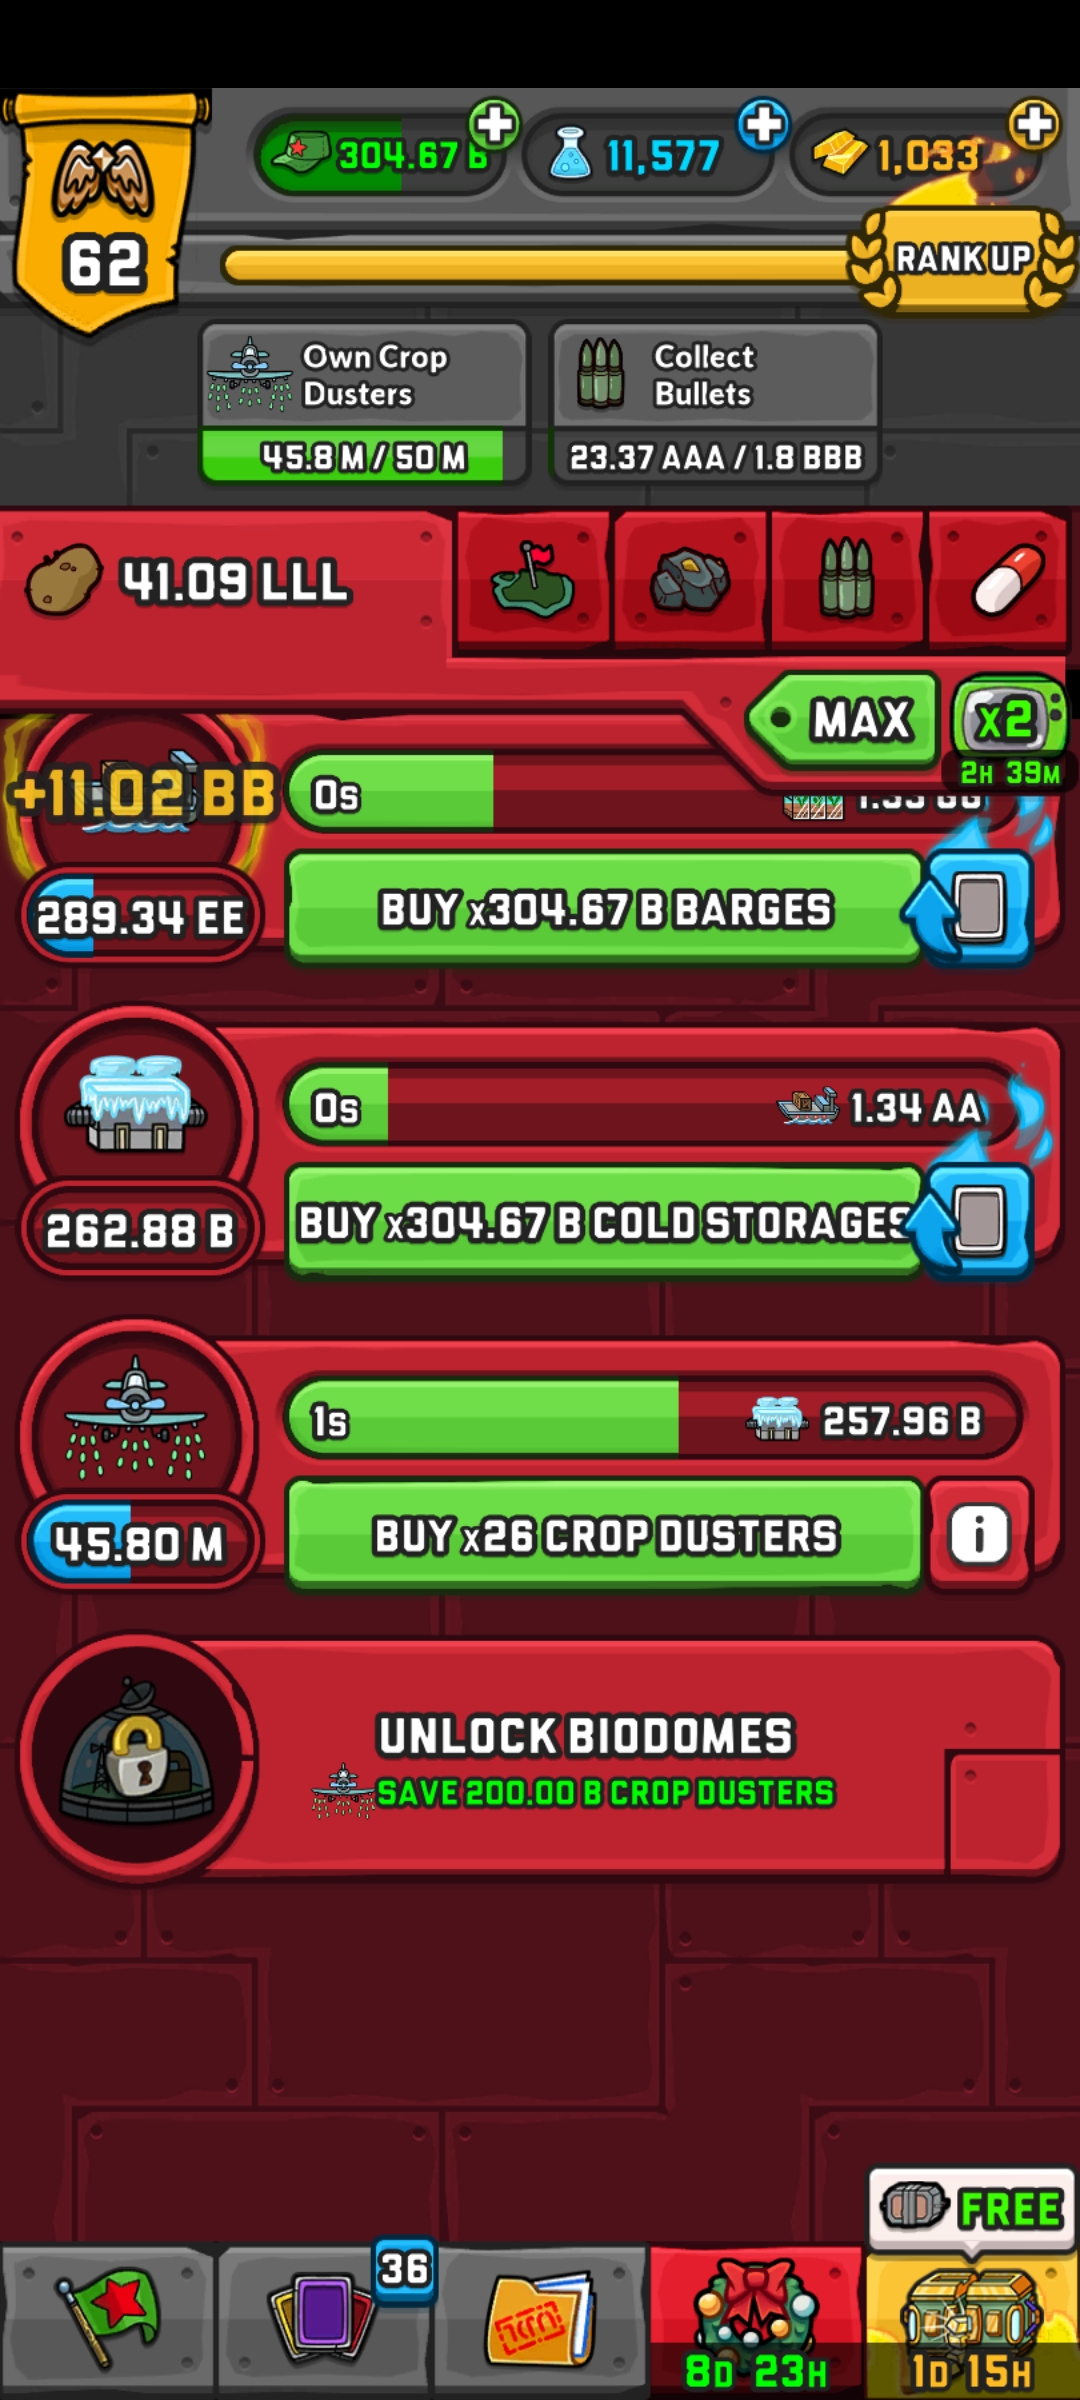 304.67 B
11,577
1,033
62
RANK UP
Own Crop
Dusters
45.8 M / 50 M
Collect
Bullets
23.37 AAA / 1.8 BBB
41.09 LLL
MAX
x2
2H 39M
+11.02 BB
0s
289.34 EE
BUY x304.67 B BARGES
0s
1.34 AA
262.88 B
BUY x304.67 B COLD STORAGES
1s
257.96 B
45.80 M
BUY x26 CROP DUSTERS
i
UNLOCK BIODOMES
SAVE 200.00 B CROP DUSTERS
FREE
36
8D 23H
1D 15H